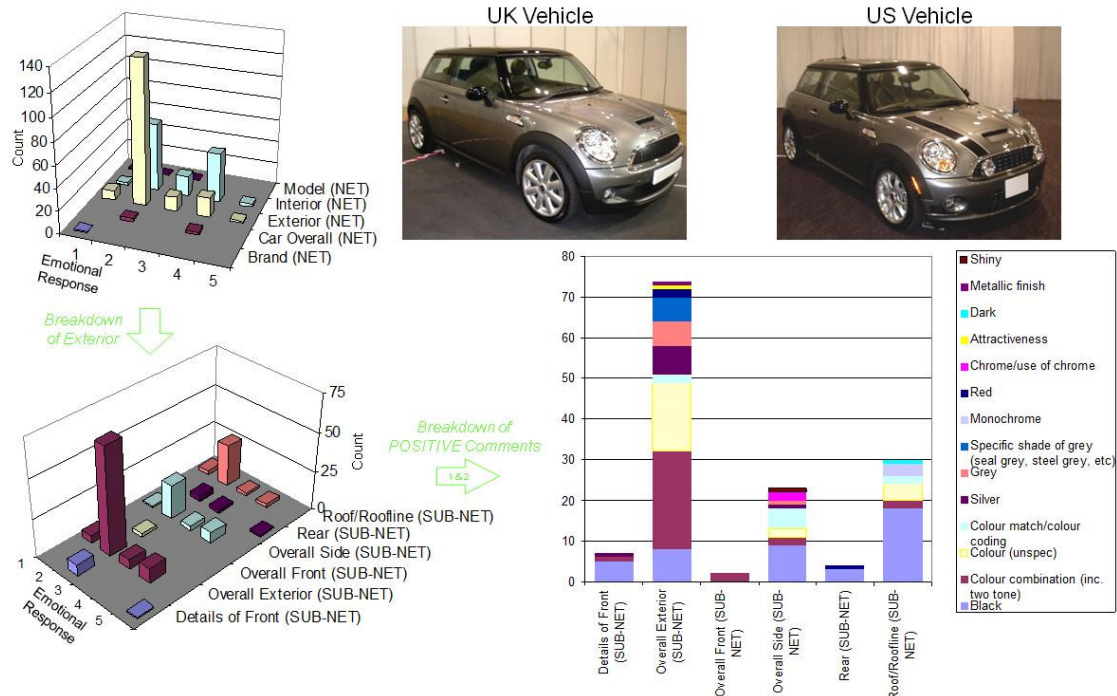 UK Vehicle
US Vehicle
140
120
100
80
60
40
20
0
Count
1
2
3
4
5
Emotional
Response
Model (NET)
Interior (NET)
Exterior (NET)
Car Overall (NET)
Brand (NET)
Breakdown
of Exterior
75
50
25
0
Count
1
2
3
4
5
Emotional
Response
Roof/Roofline (SUB-NET)
Rear (SUB-NET)
Overall Side (SUB-NET)
Overall Front (SUB-NET)
Overall Exterior (SUB-NET)
Details of Front (SUB-NET)
Breakdown of
POSITIVE Comments
1 & 2
80
70
60
50
40
30
20
10
0
Details of Front
(SUB-NET)
Overall Exterior
(SUB-NET)
Overall Front (SUB-
NET)
Overall Side (SUB-
NET)
Rear (SUB-NET)
Roof/Roofline (SUB-
NET)
Shiny
Metallic finish
Dark
Attractiveness
Chrome/use of chrome
Red
Monochrome
Specific shade of grey
(seal grey, steel grey, etc)
Grey
Silver
Colour match/colour
coding
Colour (unspec)
Colour combination (inc.
two tone)
Black